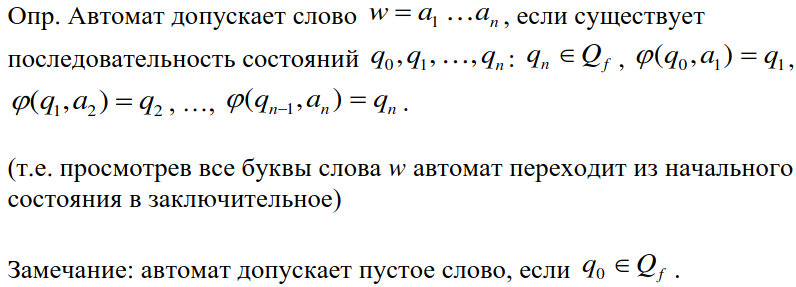 Опр. Автомат допускает слово w = a₁ …aₙ, если существует
последовательность состояний q₀, q₁, …, qₙ: qₙ ∈ Q_f , φ(q₀, a₁) = q₁,
φ(q₁, a₂) = q₂ , …, φ(qₙ₋₁, aₙ) = qₙ .
(т.е. просмотрев все буквы слова w автомат переходит из начального
состояния в заключительное)
Замечание: автомат допускает пустое слово, если q₀ ∈ Q_f .